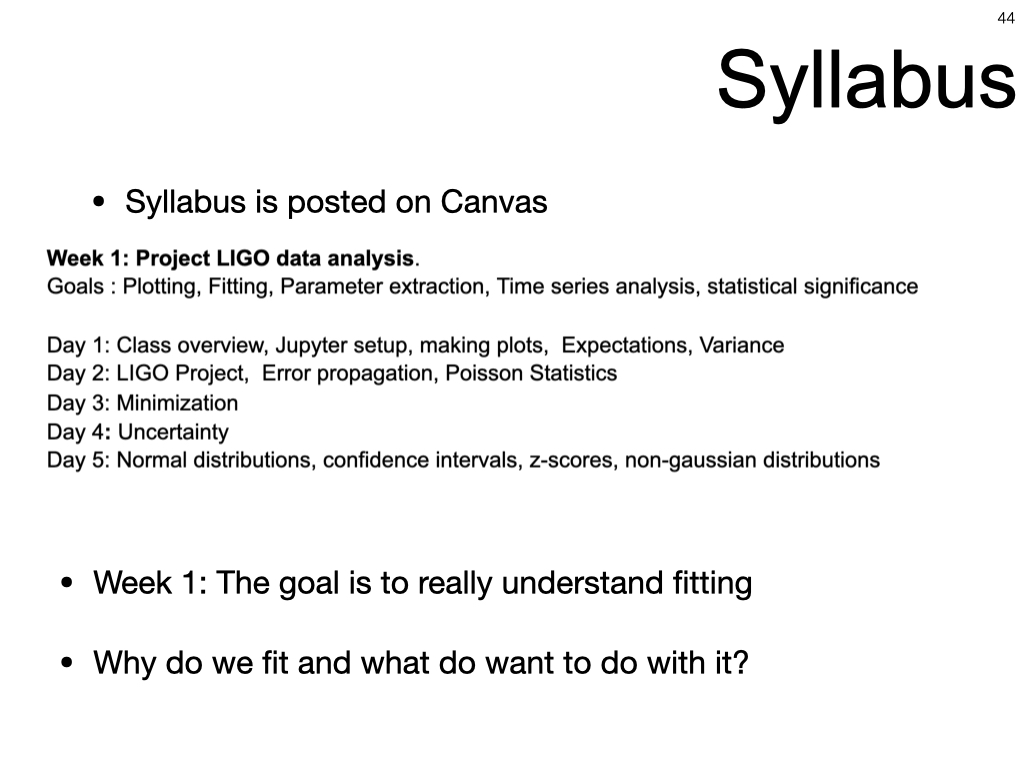 44
Syllabus
• Syllabus is posted on Canvas
Week 1: Project LIGO data analysis.
Goals : Plotting, Fitting, Parameter extraction, Time series analysis, statistical significance
Day 1: Class overview, Jupyter setup, making plots,  Expectations, Variance
Day 2: LIGO Project,  Error propagation, Poisson Statistics
Day 3: Minimization
Day 4: Uncertainty
Day 5: Normal distributions, confidence intervals, z-scores, non-gaussian distributions
• Week 1: The goal is to really understand fitting
• Why do we fit and what do want to do with it?